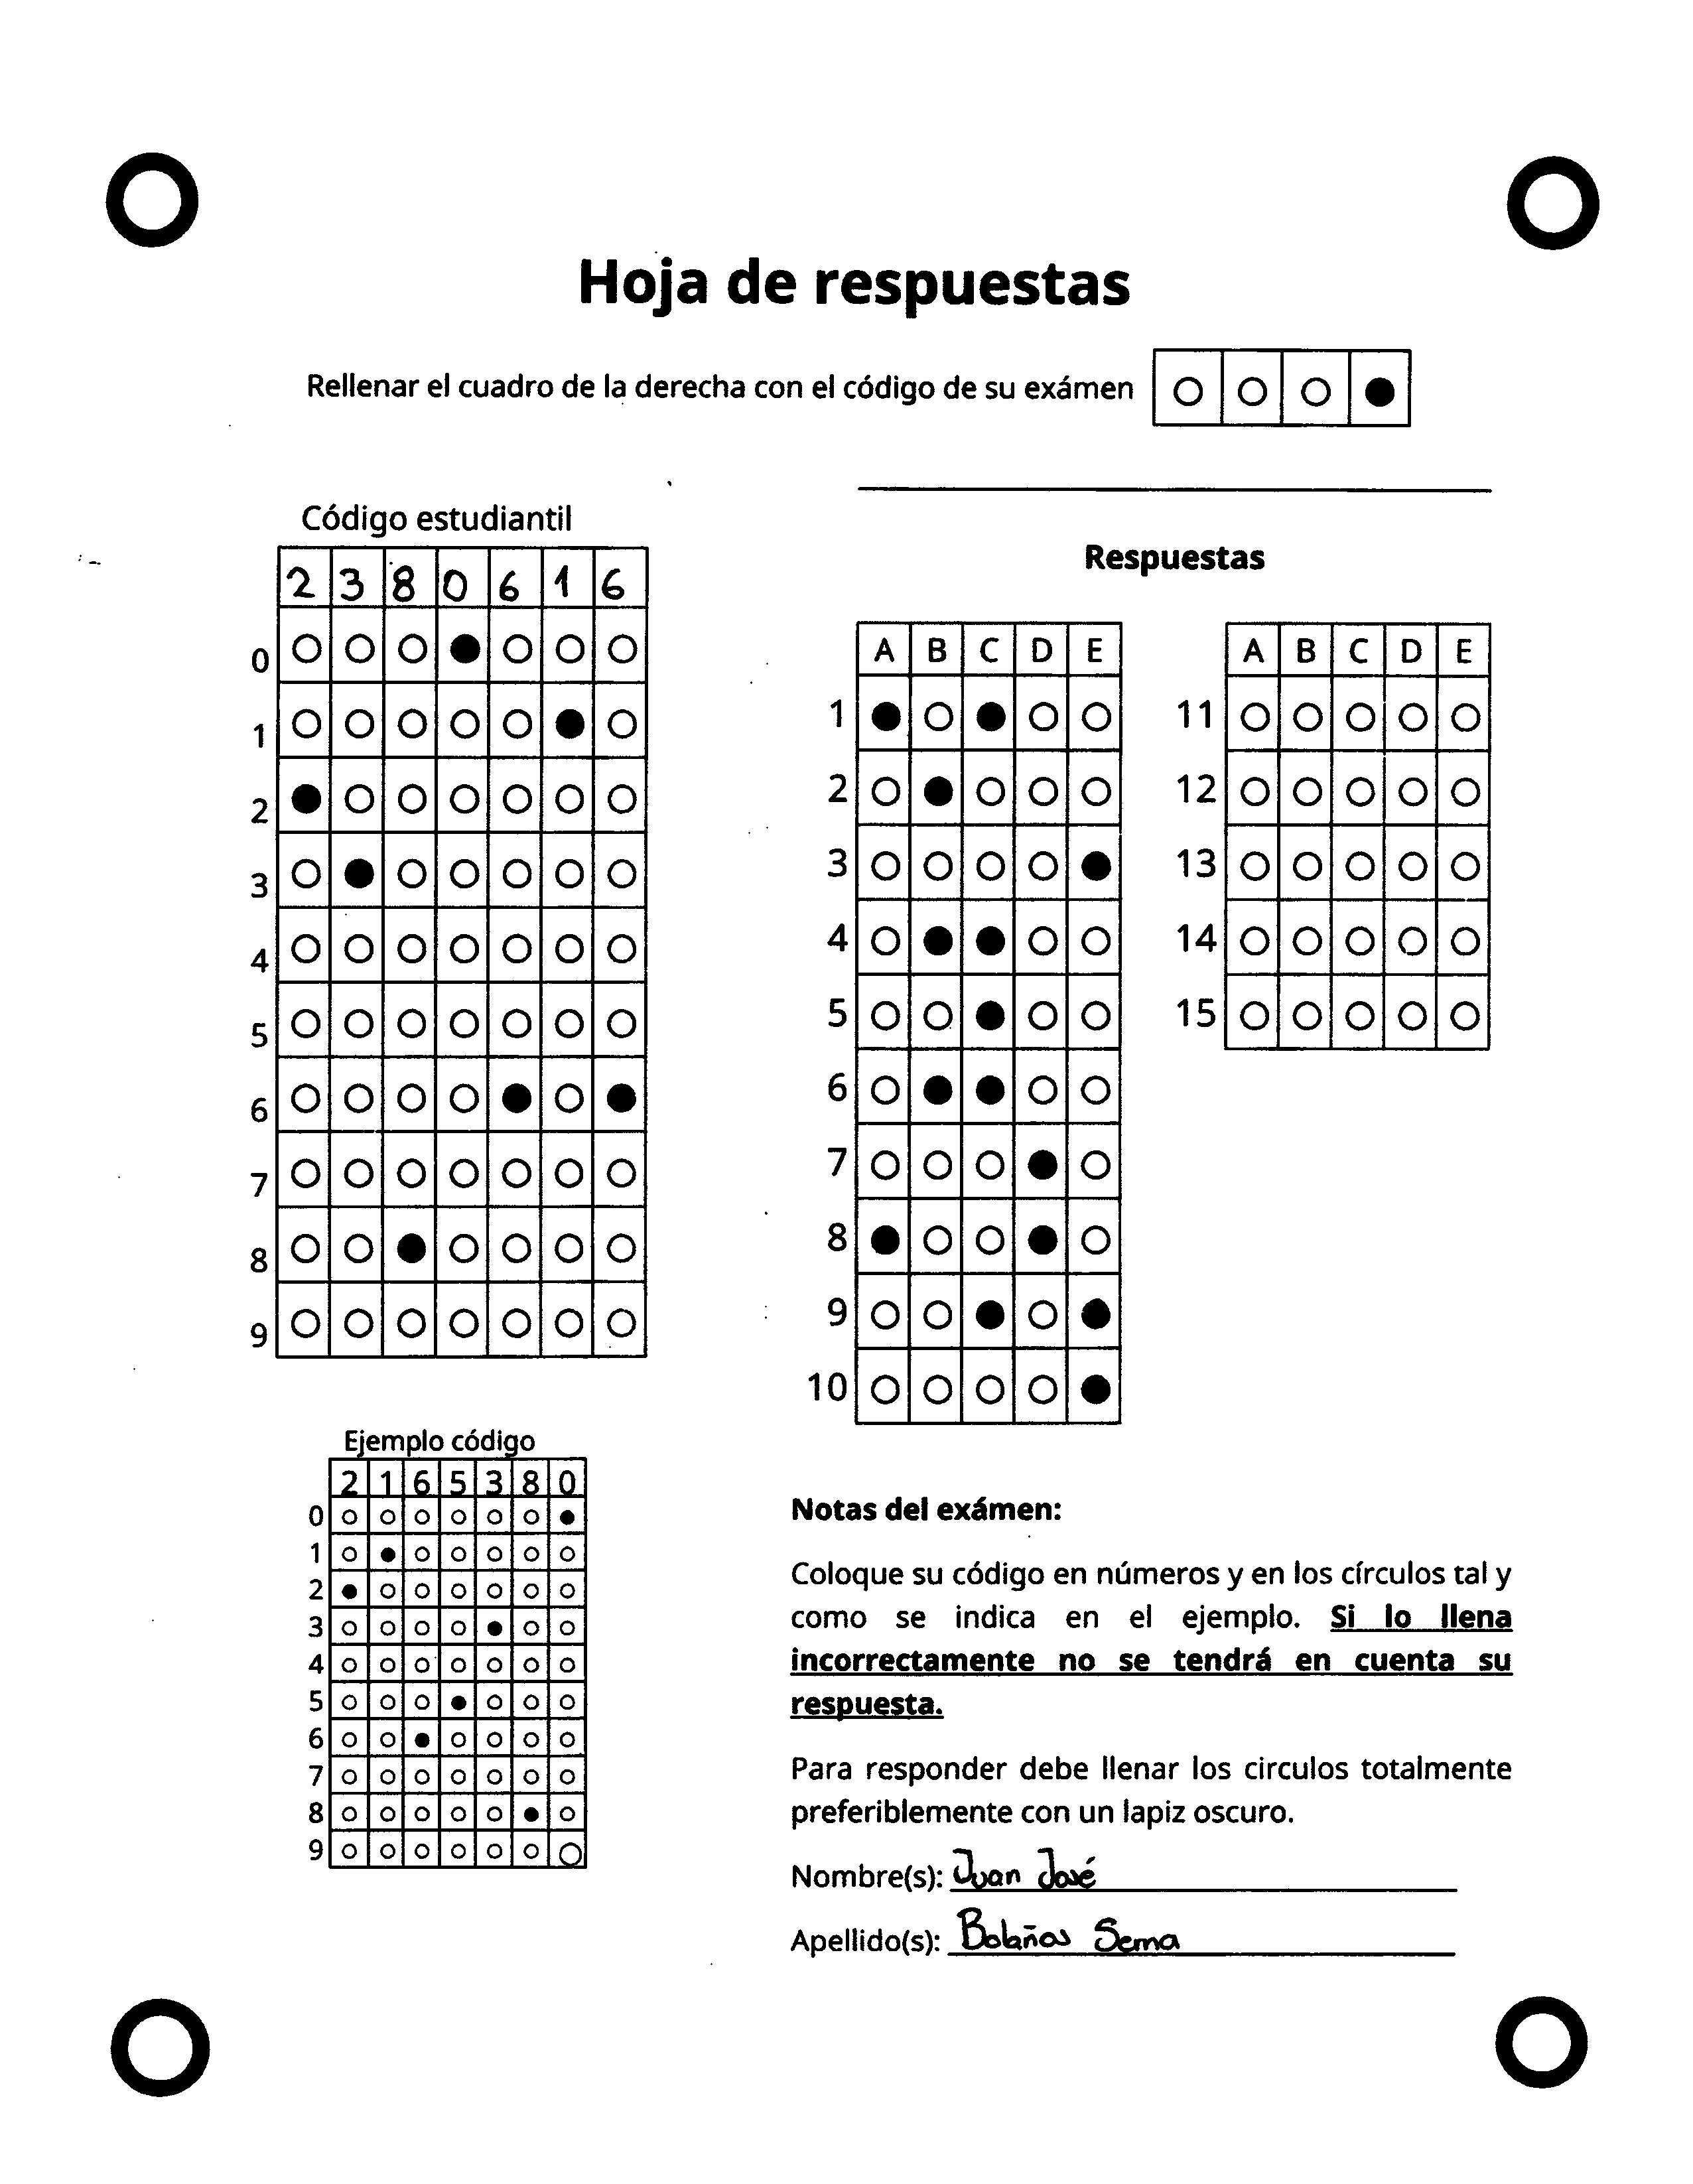 Hoja de respuestas
Rellenar el cuadro de la derecha con el código de su exámen
Código estudiantil
2 3 8 0 6 1 6
0
1
2
3
4
5
6
7
8
9
Respuestas
A B C D E
1
2
3
4
5
6
7
8
9
10
A B C D E
11
12
13
14
15
Ejemplo código
2 1 6 5 3 8 0
0
1
2
3
4
5
6
7
8
9
Notas del exámen:
Coloque su código en números y en los círculos tal y
como se indica en el ejemplo. Si lo llena
incorrectamente no se tendrá en cuenta su
respuesta.
Para responder debe llenar los circulos totalmente
preferiblemente con un lapiz oscuro.
Nombre(s): Juan José
Apellido(s): Bolaños Serna